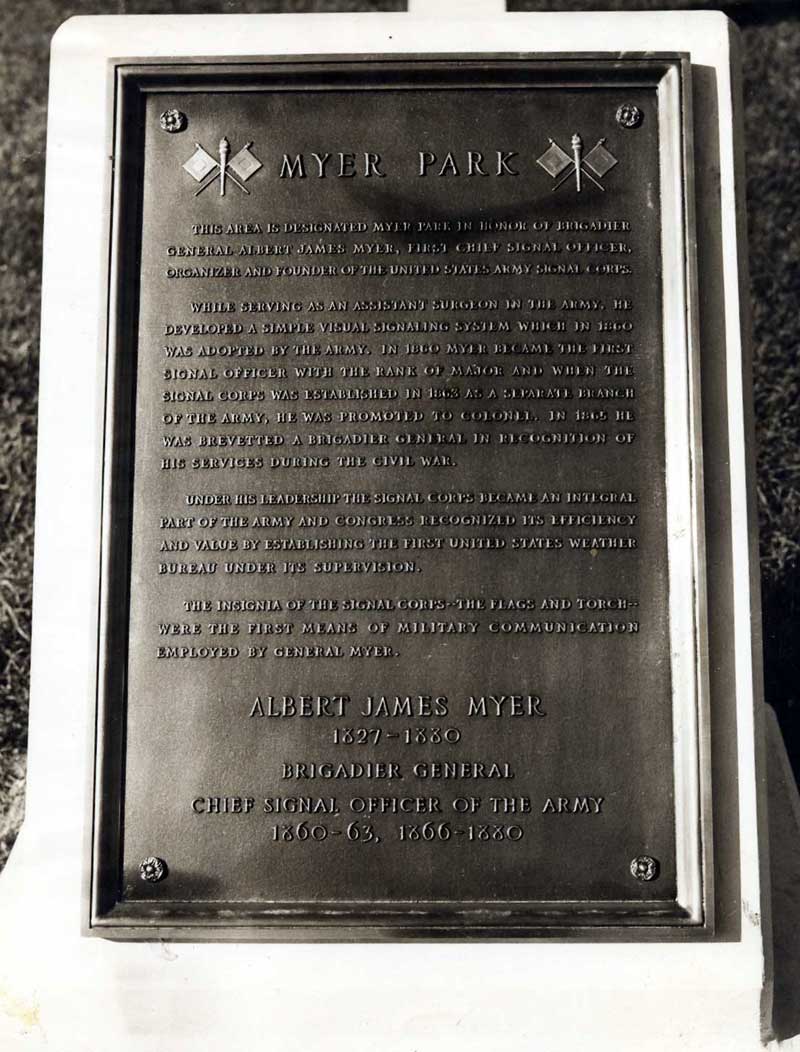 MYER PARK
THIS AREA IS DESIGNATED MYER PARK IN HONOR OF BRIGADIER
GENERAL ALBERT JAMES MYER, FIRST CHIEF SIGNAL OFFICER,
ORGANIZER AND FOUNDER OF THE UNITED STATES ARMY SIGNAL CORPS.
WHILE SERVING AS AN ASSISTANT SURGEON IN THE ARMY, HE
DEVELOPED A SIMPLE VISUAL SIGNALING SYSTEM WHICH IN 1860
WAS ADOPTED BY THE ARMY. IN 1860 MYER BECAME THE FIRST
SIGNAL OFFICER WITH THE RANK OF MAJOR AND WHEN THE
SIGNAL CORPS WAS ESTABLISHED IN 1863 AS A SEPARATE BRANCH
OF THE ARMY, HE WAS PROMOTED TO COLONEL. IN 1865 HE
WAS BREVETTED A BRIGADIER GENERAL IN RECOGNITION OF
HIS SERVICES DURING THE CIVIL WAR.
UNDER HIS LEADERSHIP THE SIGNAL CORPS BECAME AN INTEGRAL
PART OF THE ARMY AND CONGRESS RECOGNIZED ITS EFFICIENCY
AND VALUE BY ESTABLISHING THE FIRST UNITED STATES WEATHER
BUREAU UNDER ITS SUPERVISION.
THE INSIGNIA OF THE SIGNAL CORPS--THE FLAGS AND TORCH--
WERE THE FIRST MEANS OF MILITARY COMMUNICATION
EMPLOYED BY GENERAL MYER.
ALBERT JAMES MYER
1827-1880
BRIGADIER GENERAL
CHIEF SIGNAL OFFICER OF THE ARMY
1860-63, 1866-1880